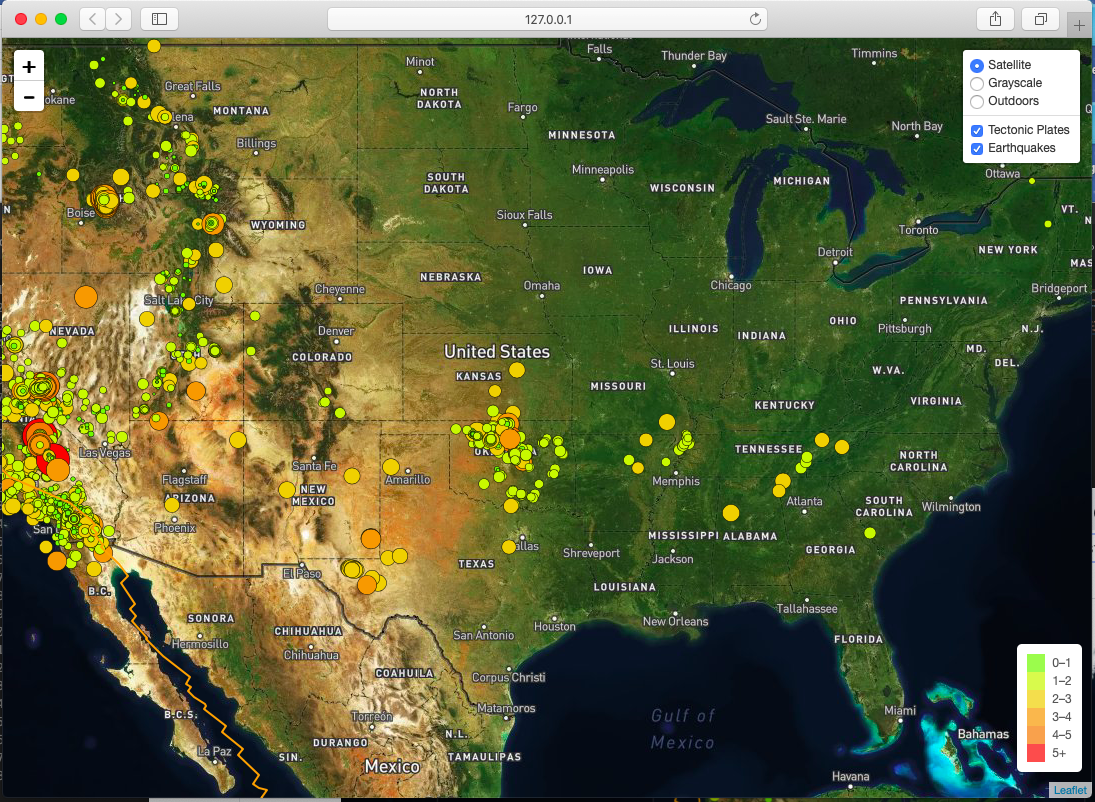 127.0.0.1
+
−
Satellite
Grayscale
Outdoors
Tectonic Plates
Earthquakes
Falls
Thunder Bay
Timmins
Minot
Great Falls
NORTH
DAKOTA
Fargo
MONTANA
Sault Ste. Marie
North Bay
MINNESOTA
Billings
Minneapolis
Ottawa
SOUTH
DAKOTA
WISCONSIN
MICHIGAN
Boise
Sioux Falls
VT.
WYOMING
Toronto
NEW YORK
Detroit
MAS
IOWA
NEBRASKA
Omaha
Chicago
Cheyenne
Bridgeport
Salt Lake City
PENNSYLVANIA
NEVADA
Denver
ILLINOIS
INDIANA
OHIO
Pittsburgh
N.J.
COLORADO
United States
MD.
DEL.
St. Louis
W.VA.
KANSAS
MISSOURI
KENTUCKY
VIRGINIA
Las Vegas
TENNESSEE
NORTH
CAROLINA
Santa Fe
Flagstaff
Amarillo
Memphis
NEW
MEXICO
ARIZONA
Atlanta
SOUTH
CAROLINA
Wilmington
Phoenix
San
MISSISSIPPI
ALABAMA
GEORGIA
Shreveport
Jackson
TEXAS
El Paso
LOUISIANA
B.C.
Tallahassee
SONORA
Houston
New Orleans
CHIHUAHUA
San Antonio
FLORIDA
Hermosillo
Chihuahua
COAHUILA
Corpus Christi
Matamoros
B.C.S.
Torreón
Gulf of
Mexico
Miami
N.L.
Bahamas
DURANGO
La Paz
SIN.
TAMAULIPAS
Mexico
Havana
0–1
1–2
2–3
3–4
4–5
5+
Leaflet